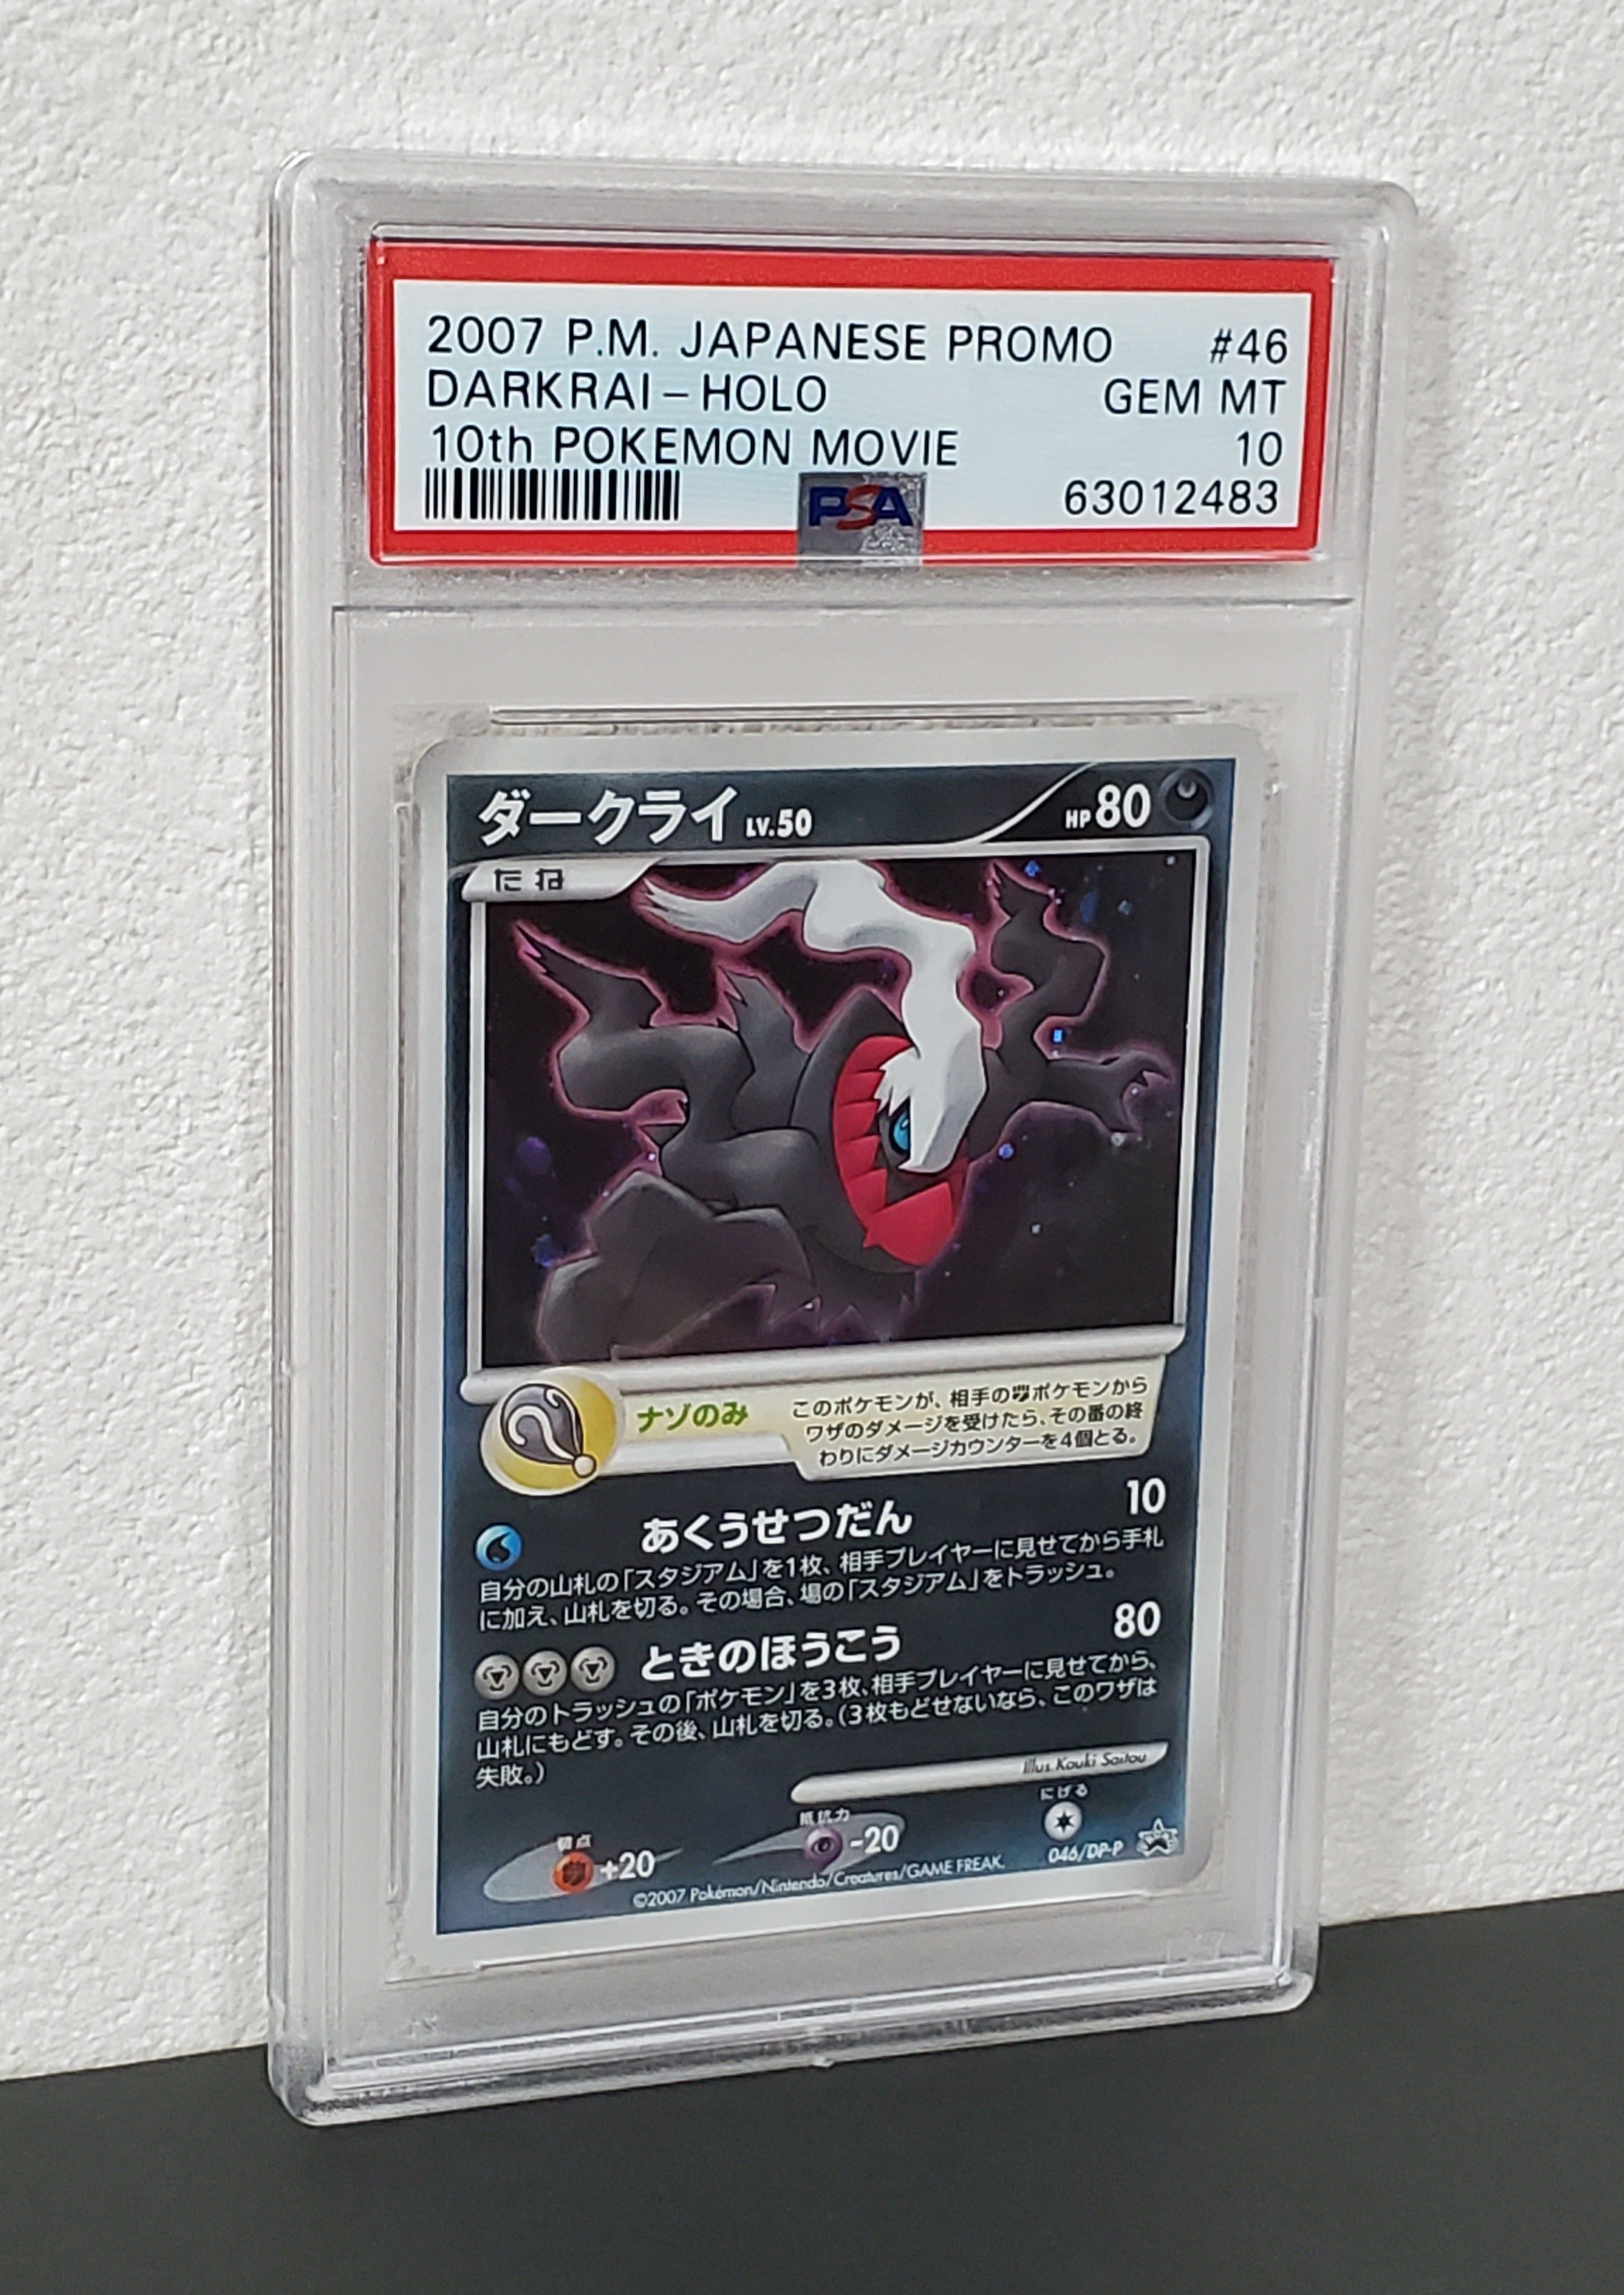 2007 P.M. JAPANESE PROMO #46
DARKRAI-HOLO GEM MT
10th POKEMON MOVIE 10
63012483
PSA
ダークライ LV.50 HP 80
たね
ナゾのみ
このポケモンが、相手のポケモンから
ワザのダメージを受けたら、その番の終
わりにダメージカウンターを4個とる。
あくうせつだん 10
自分の山札の「スタジアム」を1枚、相手プレイヤーに見せてから手札
に加え、山札を切る。その場合、場の「スタジアム」をトラッシュ。
ときのほうこう 80
自分のトラッシュの「ポケモン」を3枚、相手プレイヤーに見せてから、
山札にもどす。その後、山札を切る。(3枚もどせないなら、このワザは
失敗。)
Illus. Kouki Saitou
弱点 +20
抵抗力 -20
にげる
046/DP-P
©2007 Pokémon/Nintendo/Creatures/GAME FREAK.